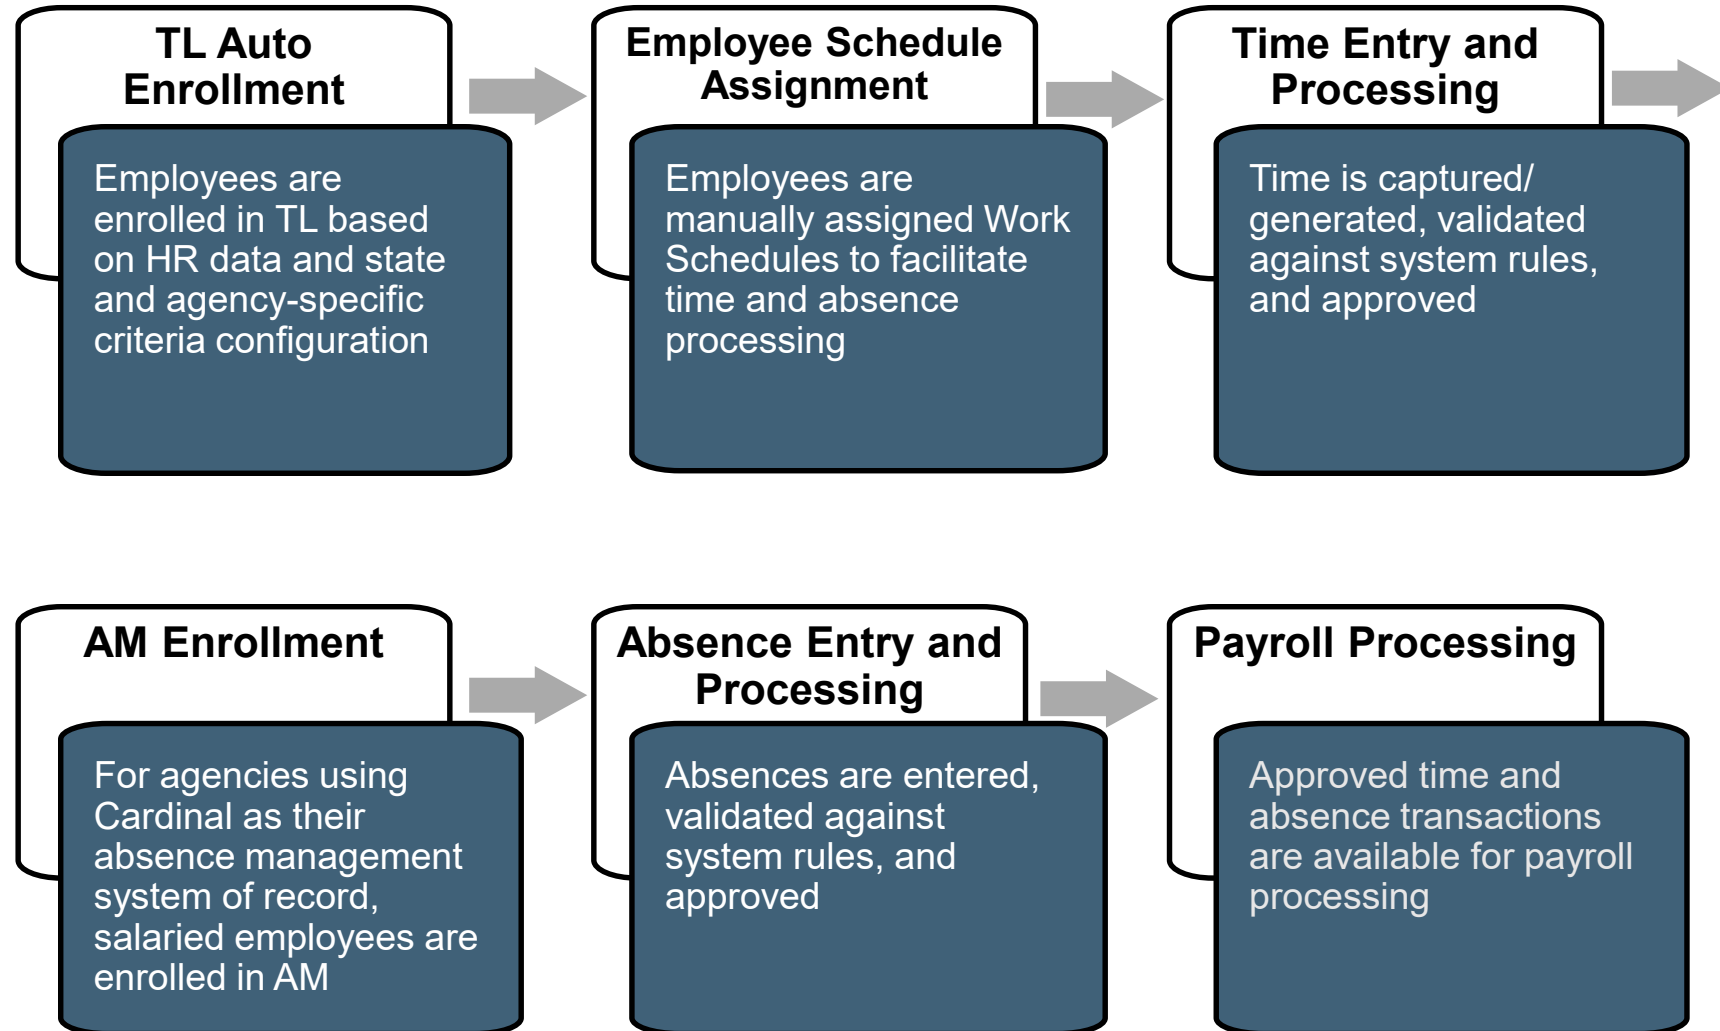 TL Auto
Enrollment
Employees are
enrolled in TL based
on HR data and state
and agency-specific
criteria configuration
Employee Schedule
Assignment
Employees are
manually assigned Work
Schedules to facilitate
time and absence
processing
Time Entry and
Processing
Time is captured/
generated, validated
against system rules,
and approved
AM Enrollment
For agencies using
Cardinal as their
absence management
system of record,
salaried employees are
enrolled in AM
Absence Entry and
Processing
Absences are entered,
validated against
system rules, and
approved
Payroll Processing
Approved time and
absence transactions
are available for payroll
processing